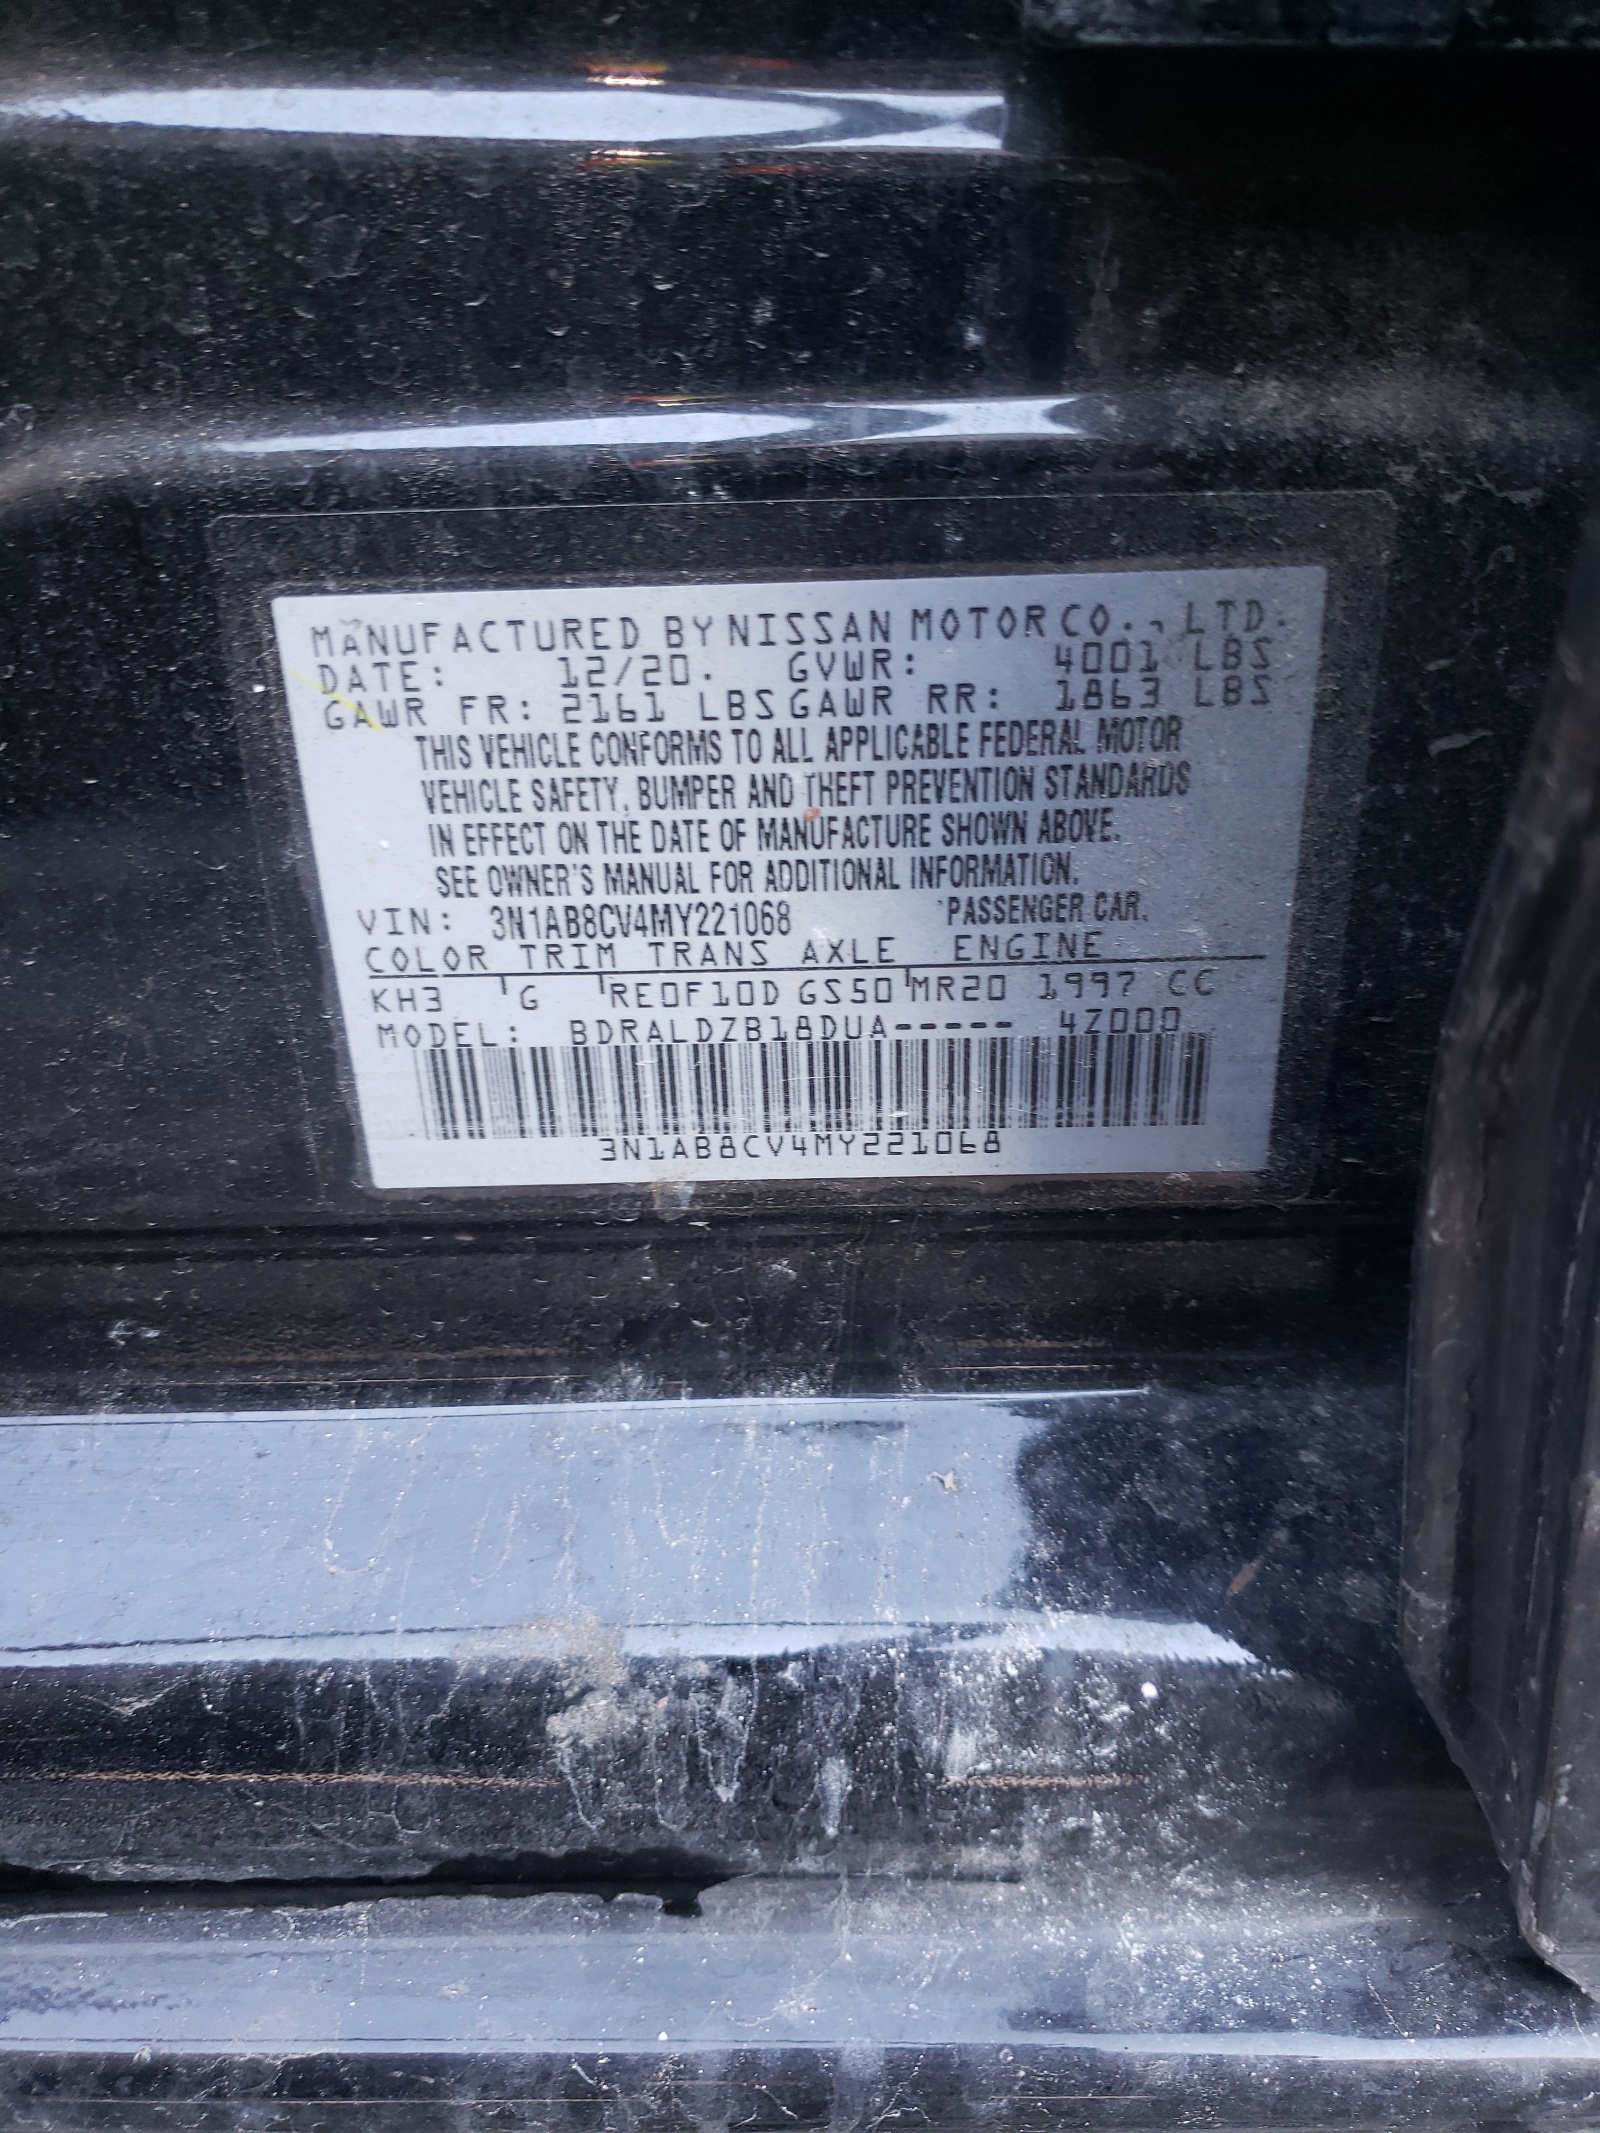 MANUFACTURED BY NISSAN MOTOR CO., LTD.
DATE: 12/20. GVWR: 4001 LBS
GAWR FR: 2161 LBS GAWR RR: 1863 LBS
THIS VEHICLE CONFORMS TO ALL APPLICABLE FEDERAL MOTOR
VEHICLE SAFETY, BUMPER AND THEFT PREVENTION STANDARDS
IN EFFECT ON THE DATE OF MANUFACTURE SHOWN ABOVE.
SEE OWNER'S MANUAL FOR ADDITIONAL INFORMATION.
VIN: 3N1AB8CV4MY221068 PASSENGER CAR.
COLOR TRIM TRANS AXLE ENGINE
KH3 G RE0F10D GS50 MR20 1997 CC
MODEL: BDRALDZB18DUA----- 4Z000
3N1AB8CV4MY221068